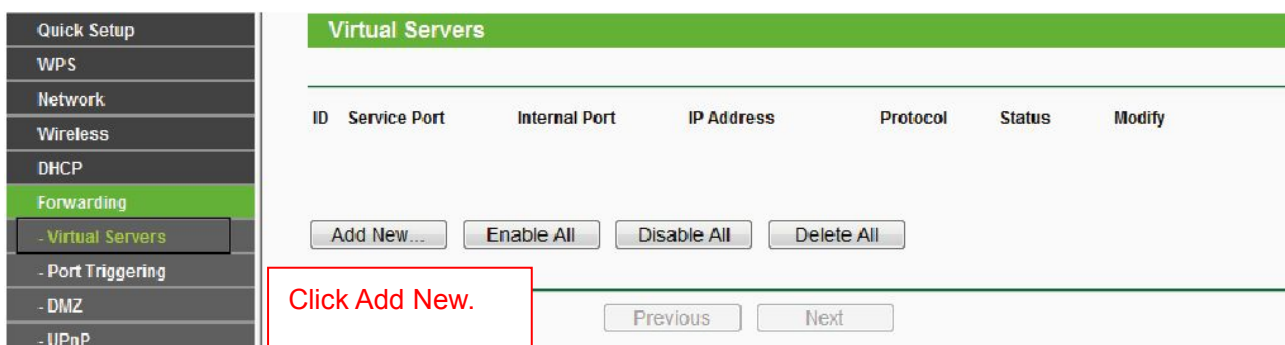 Quick Setup
WPS
Network
Wireless
DHCP
Forwarding
- Virtual Servers
- Port Triggering
- DMZ
- UPnP
Virtual Servers
ID Service Port Internal Port IP Address Protocol Status Modify
Add New... Enable All Disable All Delete All
Click Add New.
Previous Next